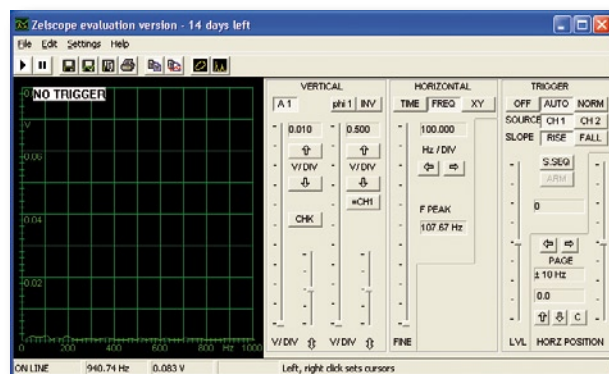 Zelscope evaluation version - 14 days left
File Edit Settings Help
NO TRIGGER
V
0.06
0.04
0.02
0 200 400 600 800 Hz 1000
VERTICAL
A 1 phi 1 INV
0.010 0.500
V/DIV V/DIV
CHK =CH1
V/DIV V/DIV
HORIZONTAL
TIME FREQ XY
100.000
Hz / DIV
F PEAK
107.67 Hz
FINE
TRIGGER
OFF AUTO NORM
SOURCE CH 1 CH 2
SLOPE RISE FALL
S.SEQ
ARM
0
PAGE
± 10 Hz
0.0
C
LVL HORZ POSITION
ON LINE 940.74 Hz 0.083 V Left, right click sets cursors